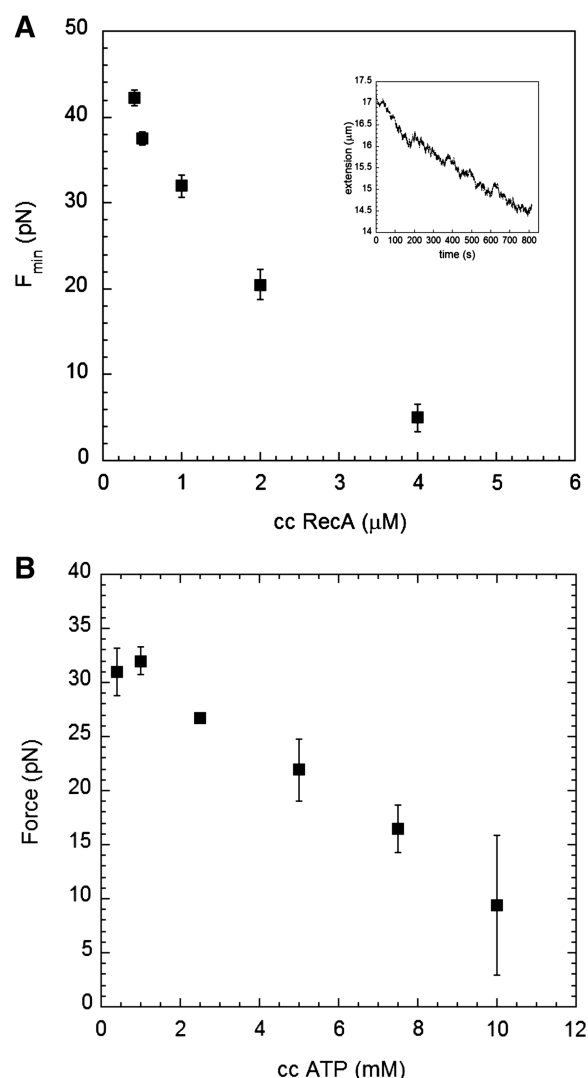 A
50
40
30
20
10
0
F min (pN)
0 1 2 3 4 5 6
cc RecA (μM)
17.5
17
16.5
16
15.5
15
14.5
14
extension (μm)
0 100 200 300 400 500 600 700 800
time (s)
B
40
35
30
25
20
15
10
5
0
Force (pN)
0 2 4 6 8 10 12
cc ATP (mM)